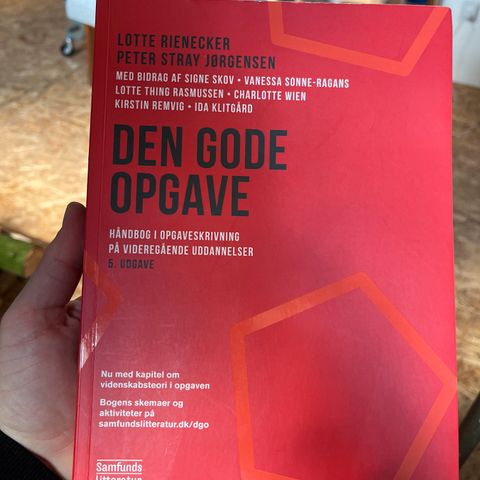 LOTTE RIENECKER
PETER STRAY JØRGENSEN
MED BIDRAG AF SIGNE SKOV • VANESSA SONNE-RAGANS
LOTTE THING RASMUSSEN • CHARLOTTE WIEN
KIRSTIN REMVIG • IDA KLITGÅRD
DEN GODE
OPGAVE
HÅNDBOG I OPGAVESKRIVNING
PÅ VIDEREGÅENDE UDDANNELSER
5. UDGAVE
Nu med kapitel om
videnskabsteori i opgaven
Bogens skemaer og
aktiviteter på
samfundslitteratur.dk/dgo
Samfunds
litteratur